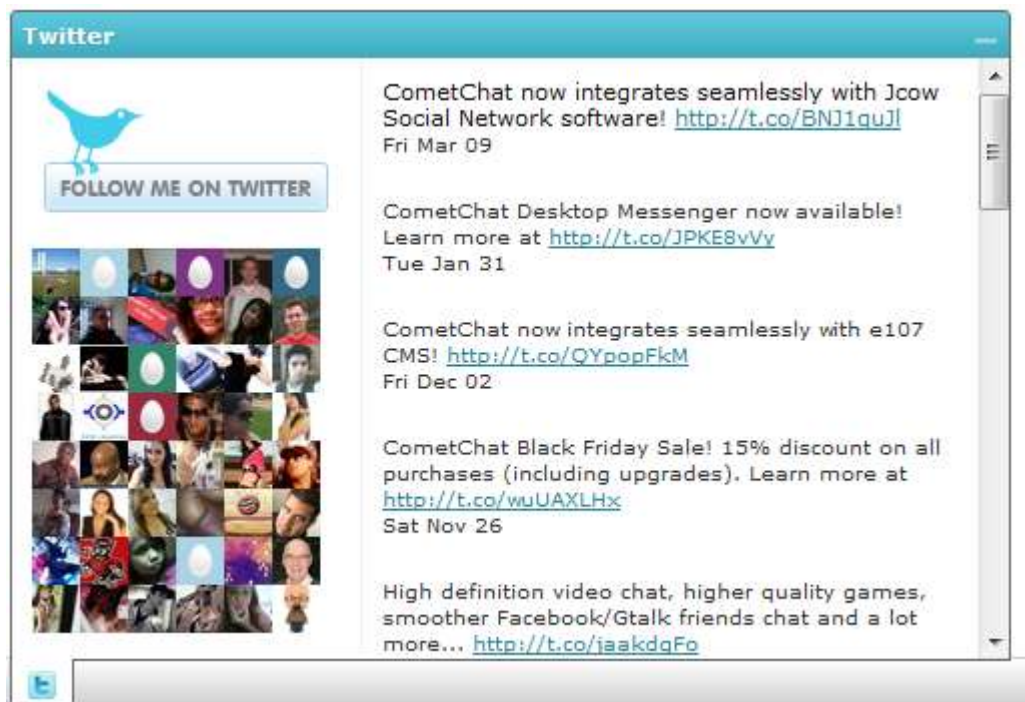 Twitter
FOLLOW ME ON TWITTER
CometChat now integrates seamlessly with Jcow
Social Network software! http://t.co/BNJ1quJl
Fri Mar 09
CometChat Desktop Messenger now available!
Learn more at http://t.co/JPKE8vVy
Tue Jan 31
CometChat now integrates seamlessly with e107
CMS! http://t.co/QYpopFkM
Fri Dec 02
CometChat Black Friday Sale! 15% discount on all
purchases (including upgrades). Learn more at
http://t.co/wuUAXLHx
Sat Nov 26
High definition video chat, higher quality games,
smoother Facebook/Gtalk friends chat and a lot
more... http://t.co/jaakdgFo